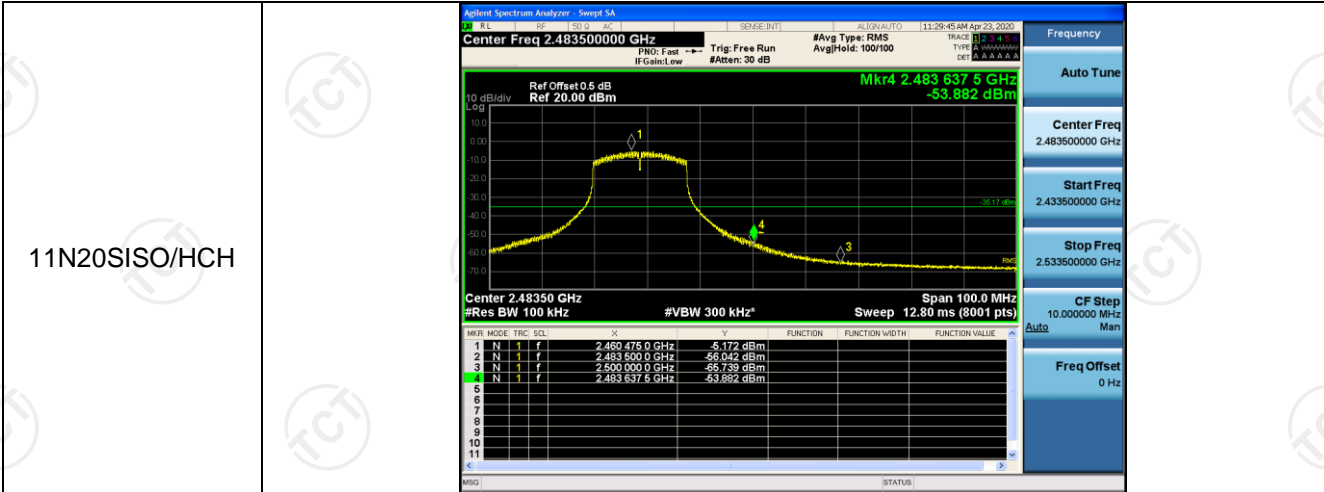 11N20SISO/HCH
TCT
Agilent Spectrum Analyzer - Swept SA
RL RF 50 Ω AC SENSE:INT ALIGN AUTO 11:29:45 AM Apr 23, 2020
Center Freq 2.483500000 GHz
PNO: Fast
IFGain:Low
Trig: Free Run
#Atten: 30 dB
#Avg Type: RMS
Avg|Hold: 100/100
TRACE 1 2 3 4 5 6
TYPE A
DET A A A A A A
Mkr4 2.483 637 5 GHz
-53.882 dBm
Ref Offset 0.5 dB
10 dB/div Ref 20.00 dBm
Log
10.0
0.00
-10.0
-20.0
-30.0
-40.0
-50.0
-60.0
-70.0
1
4
3
-35.17 dBm
RMS
Center 2.48350 GHz Span 100.0 MHz
#Res BW 100 kHz #VBW 300 kHz* Sweep 12.80 ms (8001 pts)
MKR MODE TRC SCL X Y FUNCTION FUNCTION WIDTH FUNCTION VALUE
1 N 1 f 2.460 475 0 GHz -5.172 dBm
2 N 1 f 2.483 500 0 GHz -56.042 dBm
3 N 1 f 2.500 000 0 GHz -65.739 dBm
4 N 1 f 2.483 637 5 GHz -53.882 dBm
5
6
7
8
9
10
11
MSG STATUS
Frequency
Auto Tune
Center Freq
2.483500000 GHz
Start Freq
2.433500000 GHz
Stop Freq
2.533500000 GHz
CF Step
10.000000 MHz
Auto Man
Freq Offset
0 Hz